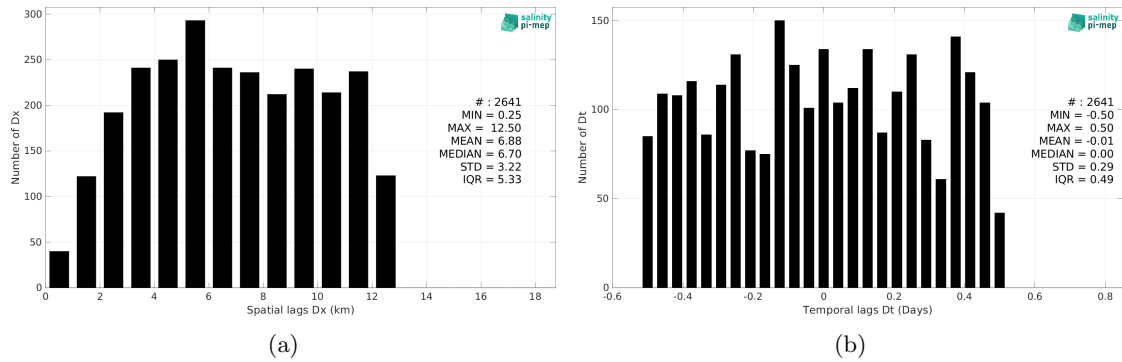 300
250
200
150
100
50
0
Number of Dx
0 2 4 6 8 10 12 14 16 18
Spatial lags Dx (km)
salinity
pi-mep
# : 2641
MIN = 0.25
MAX = 12.50
MEAN = 6.88
MEDIAN = 6.70
STD = 3.22
IQR = 5.33
(a)
150
100
50
0
Number of Dt
-0.6 -0.4 -0.2 0 0.2 0.4 0.6 0.8
Temporal lags Dt (Days)
salinity
pi-mep
# : 2641
MIN = -0.50
MAX = 0.50
MEAN = -0.01
MEDIAN = 0.00
STD = 0.29
IQR = 0.49
(b)